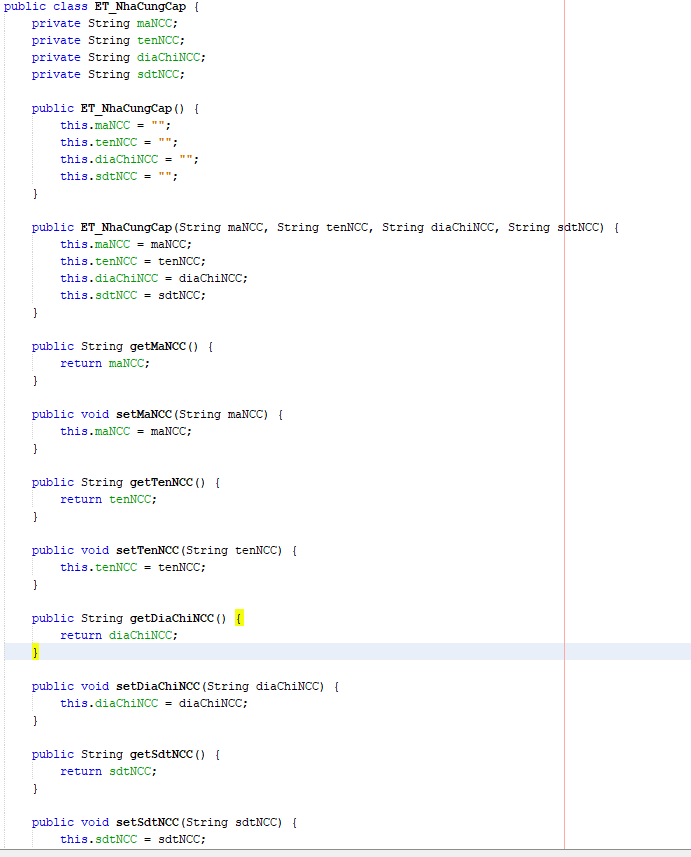 public class ET_NhaCungCap {
    private String maNCC;
    private String tenNCC;
    private String diaChiNCC;
    private String sdtNCC;

    public ET_NhaCungCap() {
        this.maNCC = "";
        this.tenNCC = "";
        this.diaChiNCC = "";
        this.sdtNCC = "";
    }

    public ET_NhaCungCap(String maNCC, String tenNCC, String diaChiNCC, String sdtNCC) {
        this.maNCC = maNCC;
        this.tenNCC = tenNCC;
        this.diaChiNCC = diaChiNCC;
        this.sdtNCC = sdtNCC;
    }

    public String getMaNCC() {
        return maNCC;
    }

    public void setMaNCC(String maNCC) {
        this.maNCC = maNCC;
    }

    public String getTenNCC() {
        return tenNCC;
    }

    public void setTenNCC(String tenNCC) {
        this.tenNCC = tenNCC;
    }

    public String getDiaChiNCC() {
        return diaChiNCC;
    }

    public void setDiaChiNCC(String diaChiNCC) {
        this.diaChiNCC = diaChiNCC;
    }

    public String getSdtNCC() {
        return sdtNCC;
    }

    public void setSdtNCC(String sdtNCC) {
        this.sdtNCC = sdtNCC;